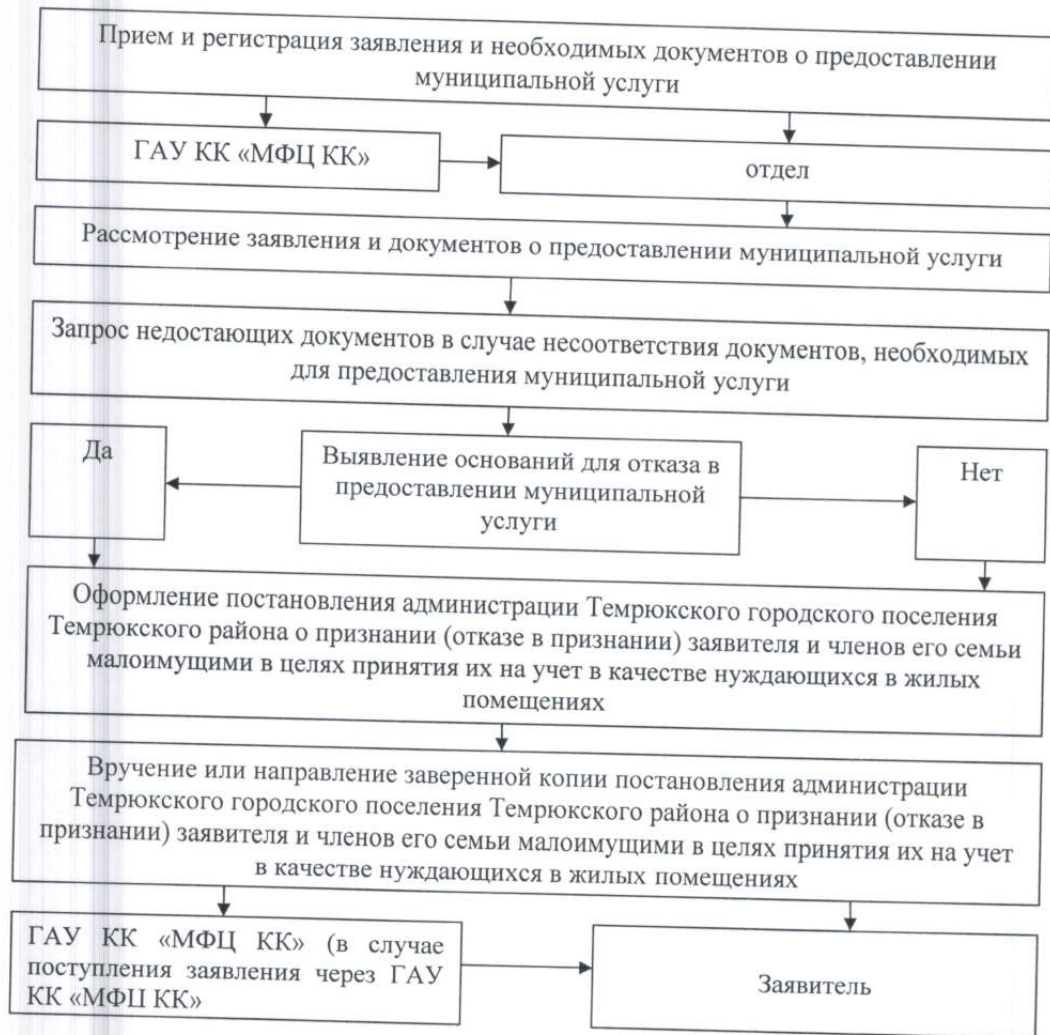 Прием и регистрация заявления и необходимых документов о предоставлении
муниципальной услуги
ГАУ КК «МФЦ КК»
отдел
Рассмотрение заявления и документов о предоставлении муниципальной услуги
Запрос недостающих документов в случае несоответствия документов, необходимых
для предоставления муниципальной услуги
Да
Выявление оснований для отказа в
предоставлении муниципальной
услуги
Нет
Оформление постановления администрации Темрюкского городского поселения
Темрюкского района о признании (отказе в признании) заявителя и членов его семьи
малоимущими в целях принятия их на учет в качестве нуждающихся в жилых
помещениях
Вручение или направление заверенной копии постановления администрации
Темрюкского городского поселения Темрюкского района о признании (отказе в
признании) заявителя и членов его семьи малоимущими в целях принятия их на учет
в качестве нуждающихся в жилых помещениях
ГАУ КК «МФЦ КК» (в случае
поступления заявления через ГАУ
КК «МФЦ КК»
Заявитель